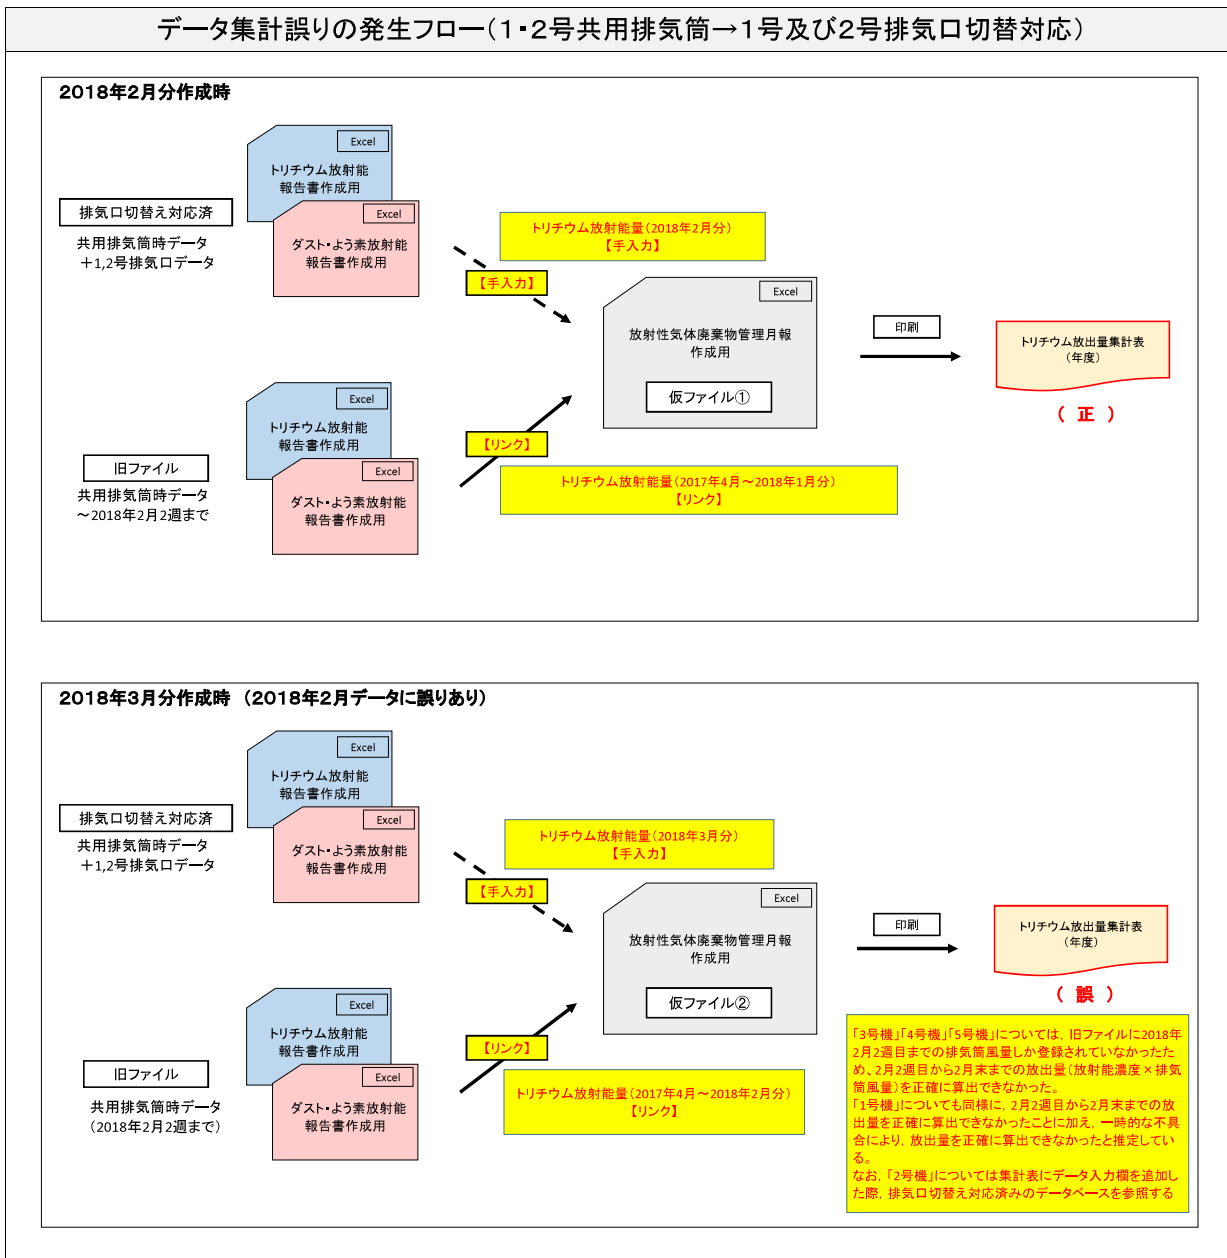 データ集計誤りの発生フロー(1・2号共用排気筒→1号及び2号排気口切替対応)
2018年2月分作成時
Excel
トリチウム放射能
報告書作成用
排気口切替え対応済
共用排気筒時データ
+1,2号排気口データ
Excel
ダスト・よう素放射能
報告書作成用
トリチウム放射能量(2018年2月分)
【手入力】
【手入力】
Excel
放射性気体廃棄物管理月報
作成用
仮ファイル①
印刷
トリチウム放出量集計表
(年度)
( 正 )
Excel
トリチウム放射能
報告書作成用
旧ファイル
共用排気筒時データ
~2018年2月2週まで
Excel
ダスト・よう素放射能
報告書作成用
【リンク】
トリチウム放射能量(2017年4月~2018年1月分)
【リンク】
2018年3月分作成時 (2018年2月データに誤りあり)
Excel
トリチウム放射能
報告書作成用
排気口切替え対応済
共用排気筒時データ
+1,2号排気口データ
Excel
ダスト・よう素放射能
報告書作成用
トリチウム放射能量(2018年3月分)
【手入力】
【手入力】
Excel
放射性気体廃棄物管理月報
作成用
仮ファイル②
印刷
トリチウム放出量集計表
(年度)
( 誤 )
Excel
トリチウム放射能
報告書作成用
旧ファイル
共用排気筒時データ
(2018年2月2週まで)
Excel
ダスト・よう素放射能
報告書作成用
【リンク】
トリチウム放射能量(2017年4月~2018年2月分)
【リンク】
「3号機」「4号機」「5号機」については,旧ファイルに2018年
2月2週目までの排気筒風量しか登録されていなかったた
め、2月2週目から2月末までの放出量(放射能濃度×排気
筒風量)を正確に算出できなかった。
「1号機」についても同様に,2月2週目から2月末までの放
出量を正確に算出できなかったことに加え,一時的な不具
合により,放出量を正確に算出できなかったと推定してい
る。
なお,「2号機」については集計表にデータ入力欄を追加し
た際,排気口切替え対応済みのデータベースを参照する